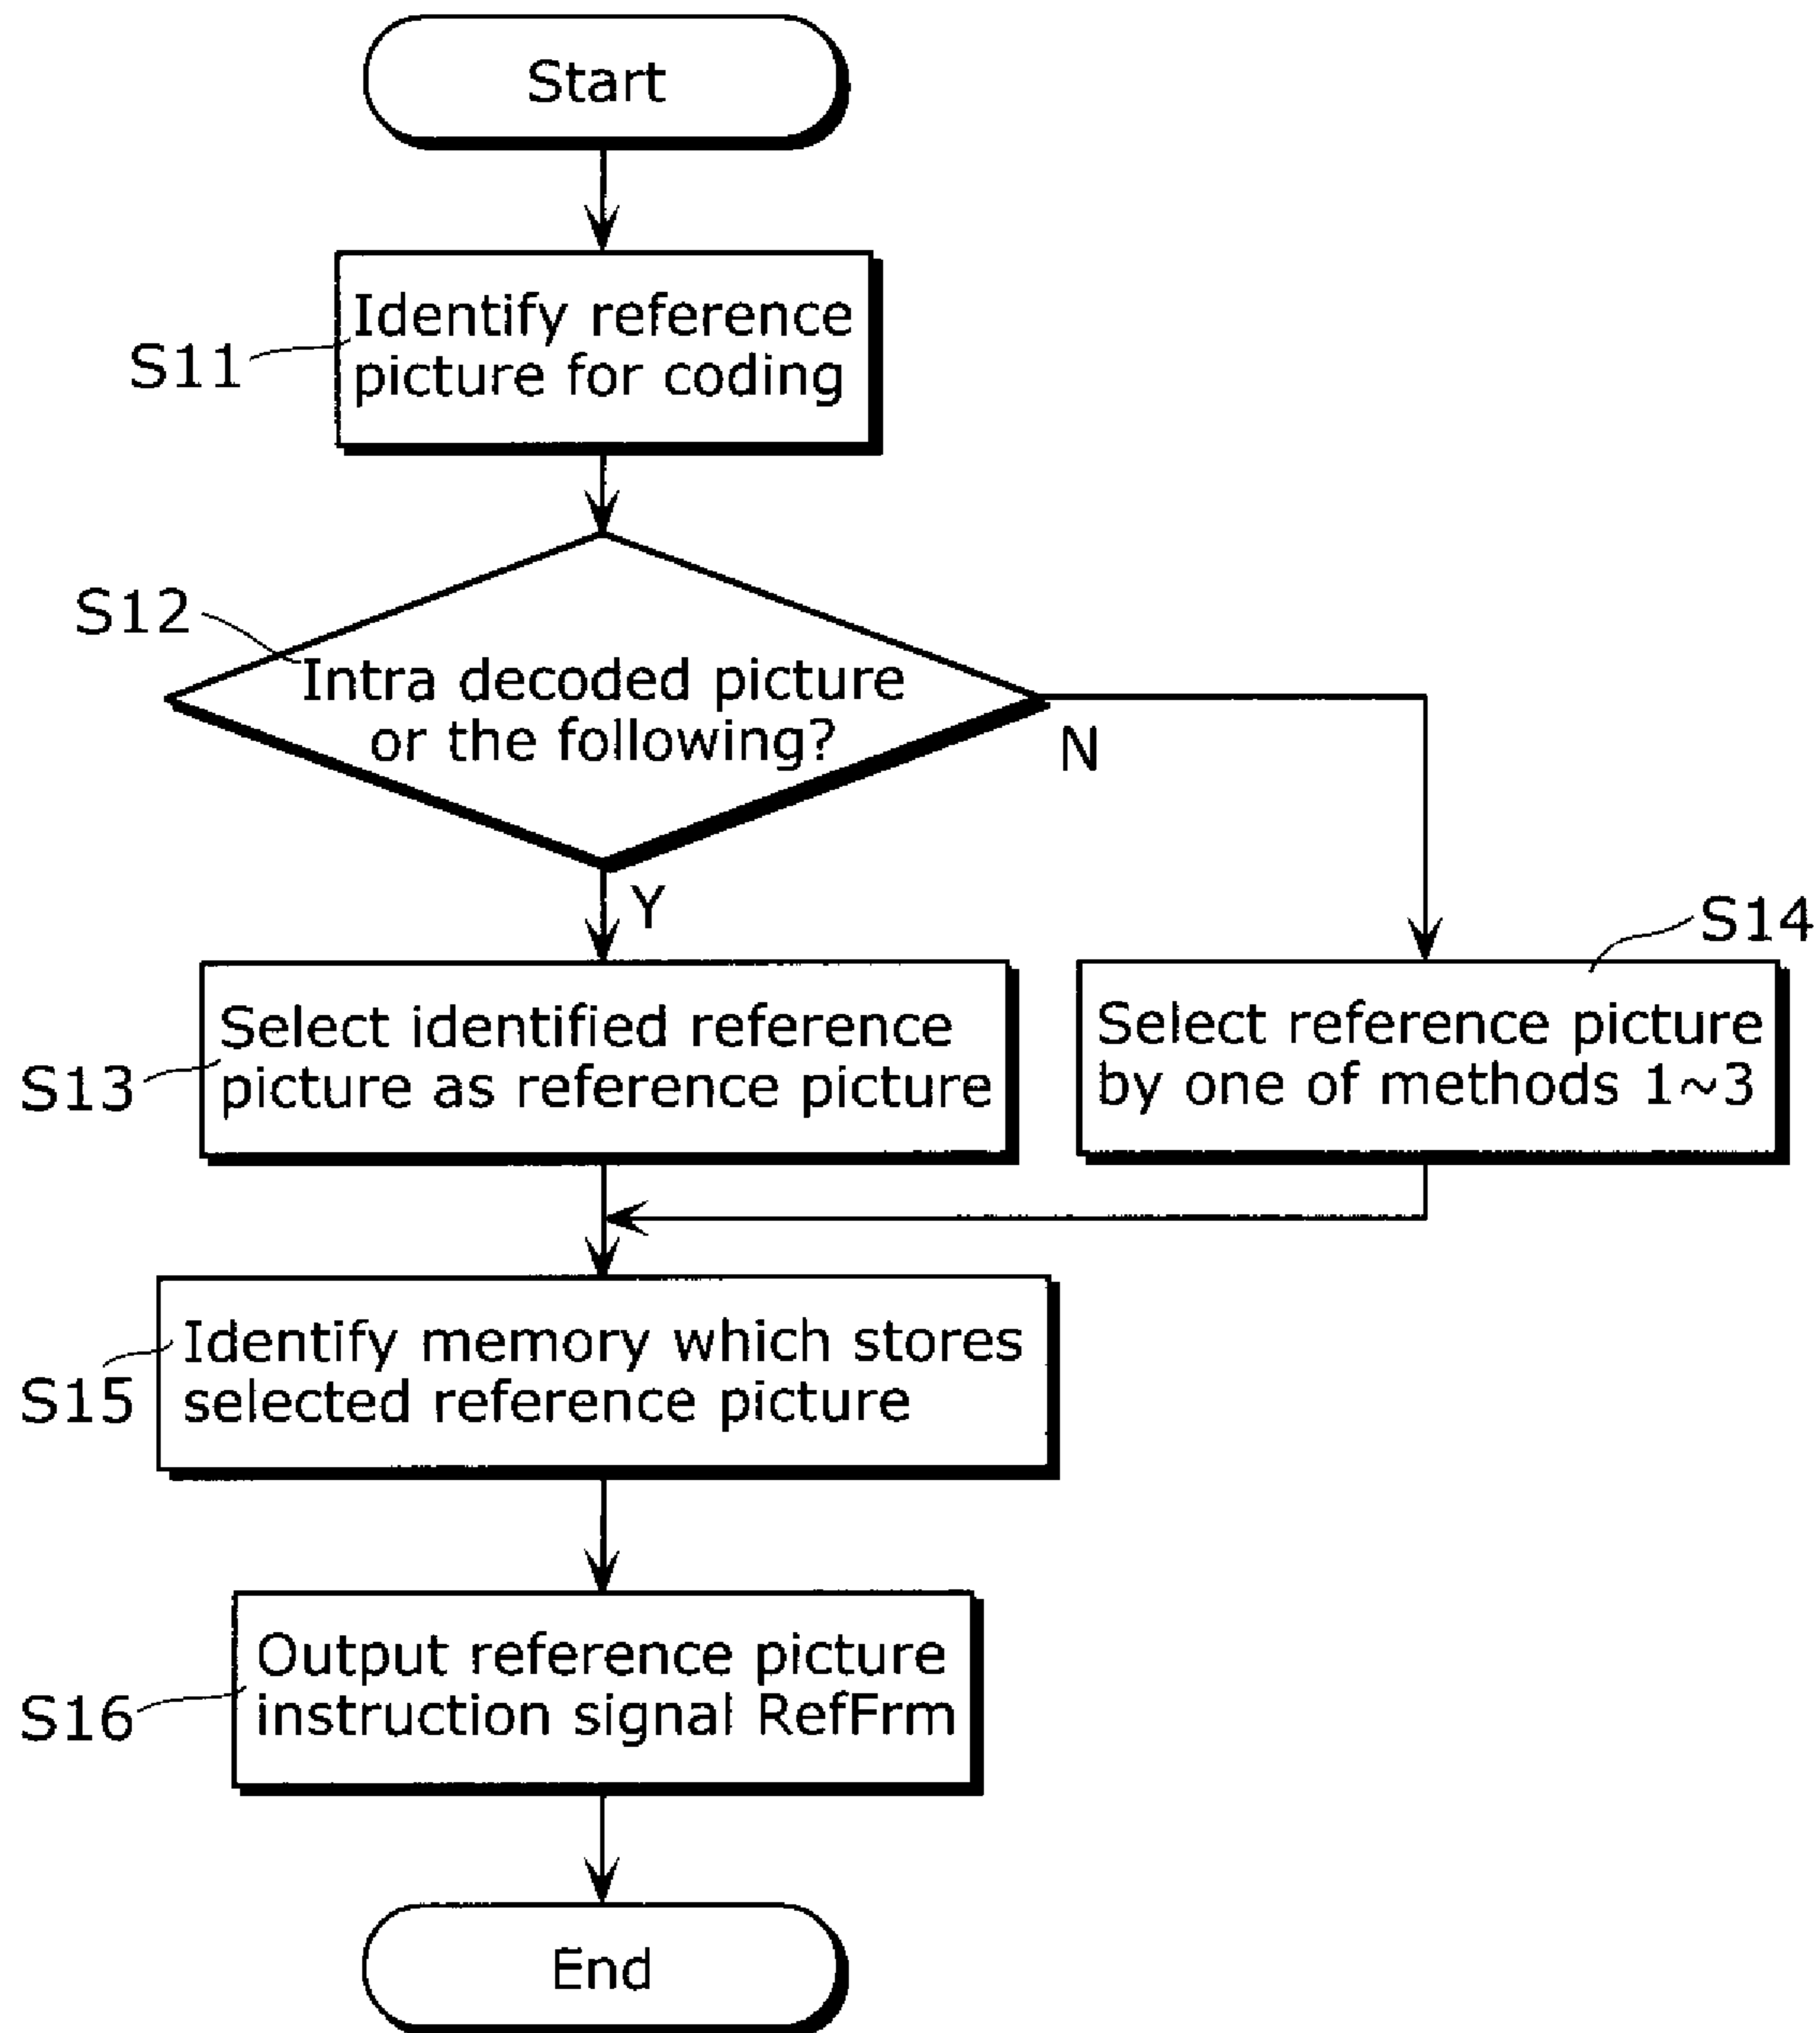 Start
S11
Identify reference
picture for coding
S12
Intra decoded picture
or the following?
N
Y
S13
Select identified reference
picture as reference picture
S14
Select reference picture
by one of methods 1~3
S15
Identify memory which stores
selected reference picture
S16
Output reference picture
instruction signal RefFrm
End